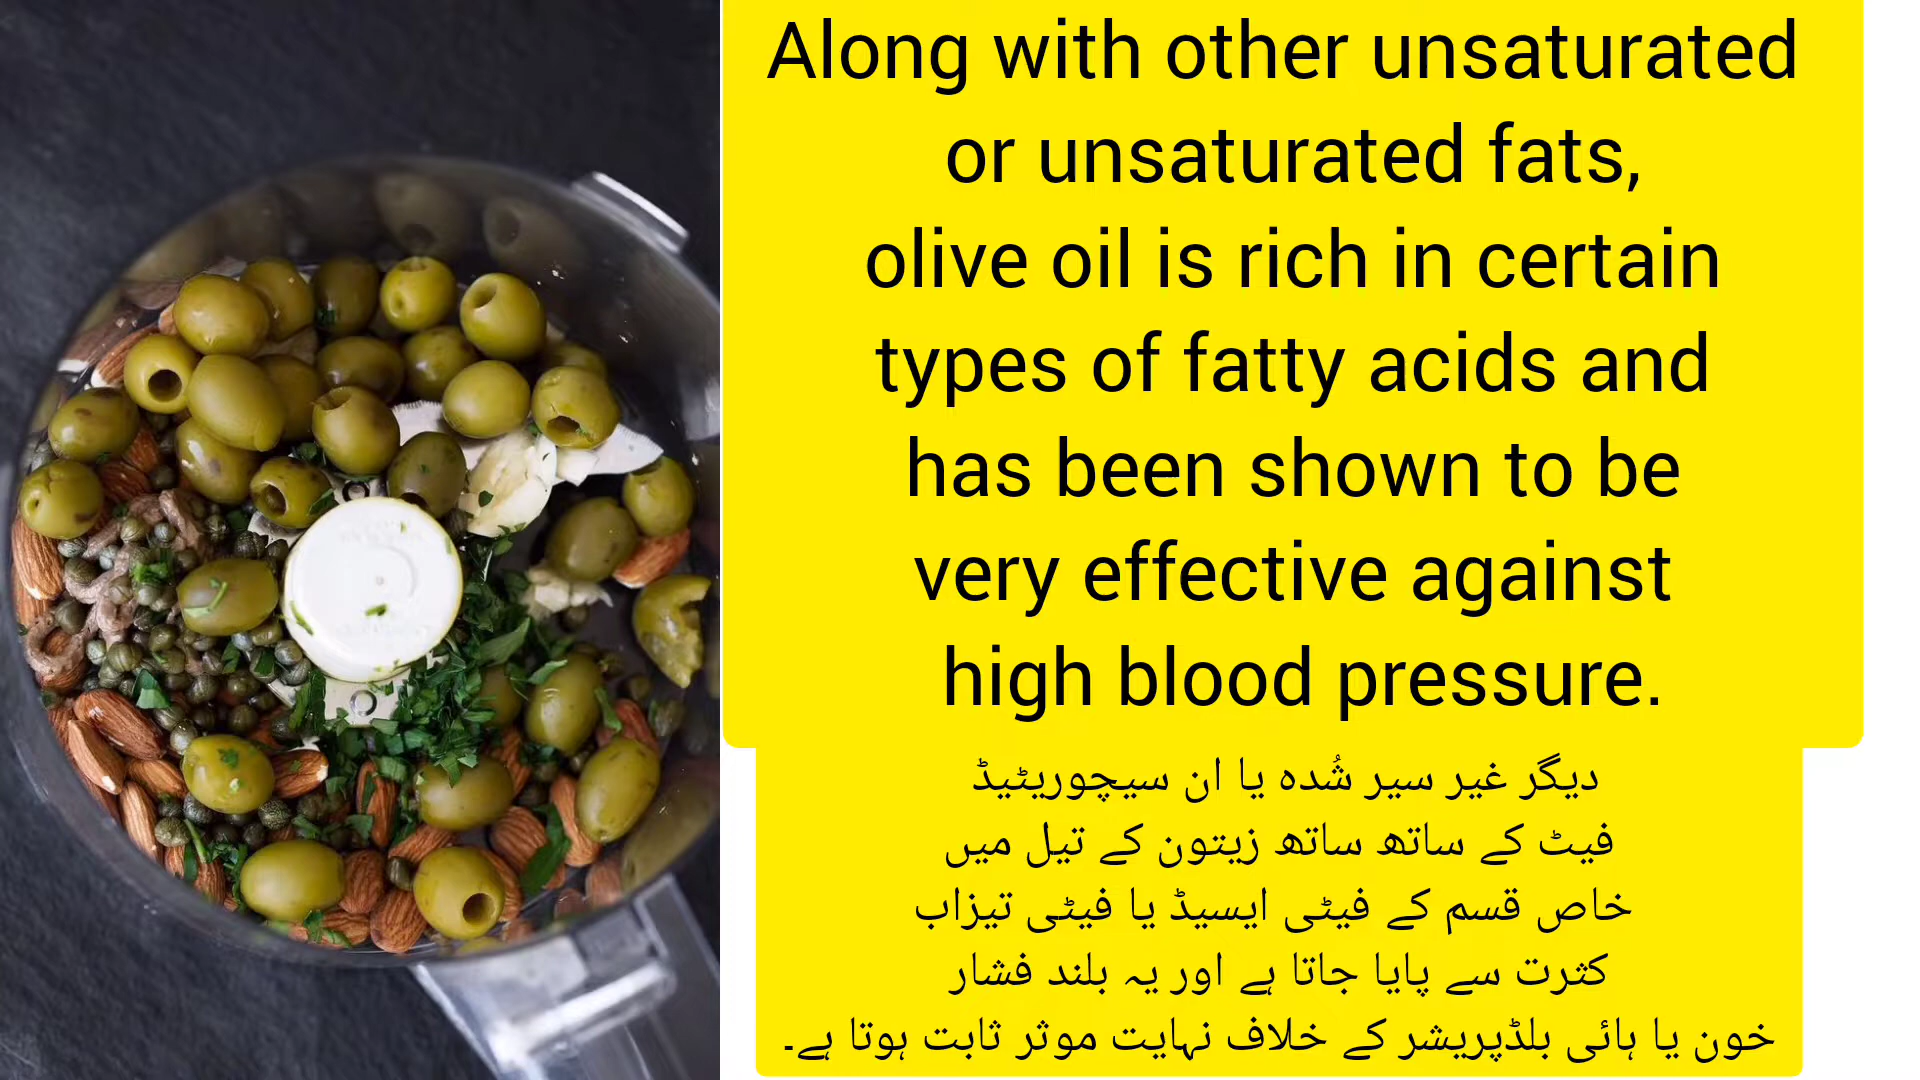 Along with other unsaturated
or unsaturated fats,
olive oil is rich in certain
types of fatty acids and
has been shown to be
very effective against
high blood pressure.
دیگر غیر سیر شُدہ یا ان سیچوریٹیڈ
فیٹ کے ساتھ ساتھ زیتون کے تیل میں
خاص قسم کے فیٹی ایسیڈ یا فیٹی تیزاب
کثرت سے پایا جاتا ہے اور یہ بلند فشار
خون یا ہائی بلڈپریشر کے خلاف نہایت موثر ثابت ہوتا ہے۔